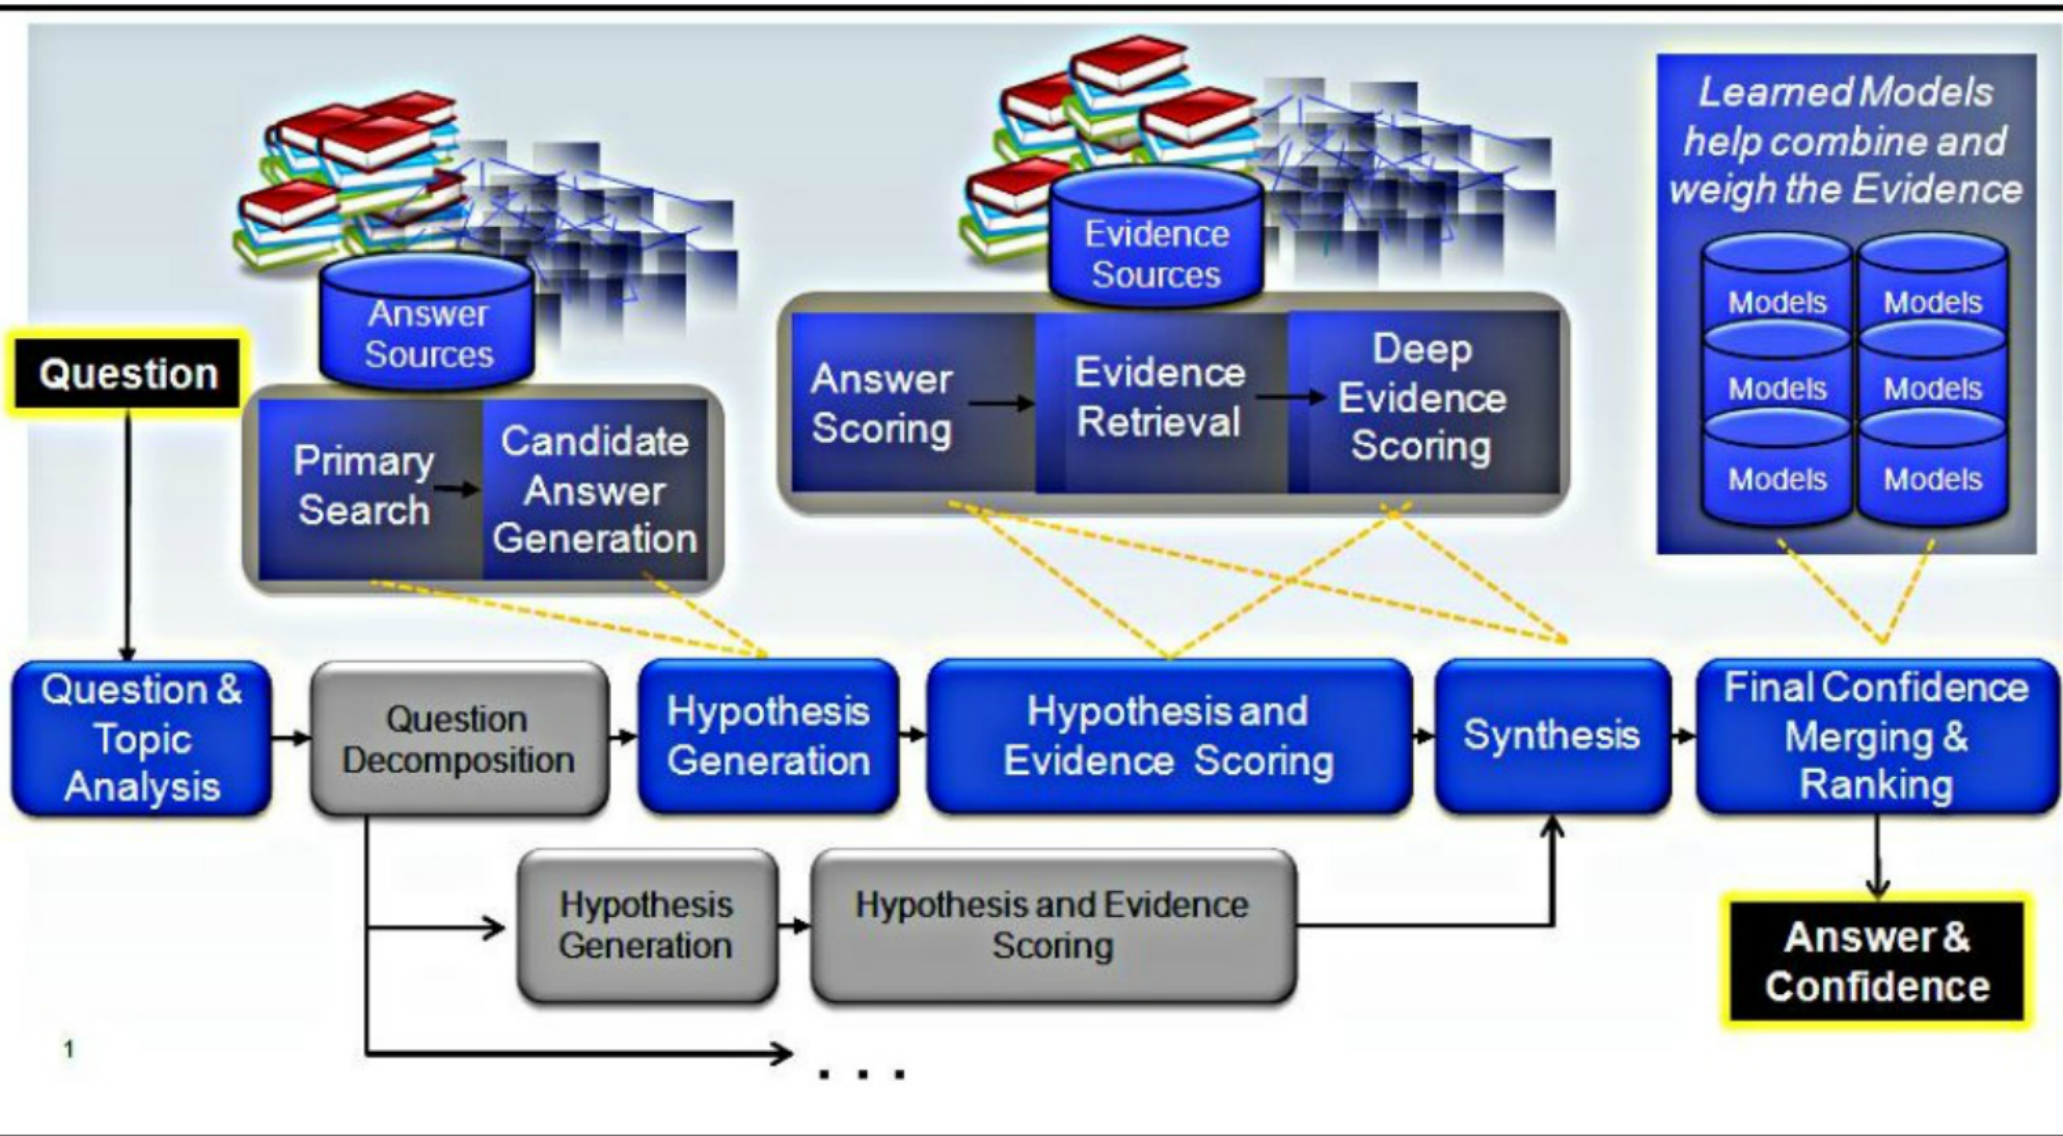 Learned Models
help combine and
weigh the Evidence
Evidence
Sources
Answer
Sources
Models
Models
Models
Models
Models
Models
Question
Primary
Search
Candidate
Answer
Generation
Answer
Scoring
Evidence
Retrieval
Deep
Evidence
Scoring
Question &
Topic
Analysis
Question
Decomposition
Hypothesis
Generation
Hypothesis and
Evidence Scoring
Synthesis
Final Confidence
Merging &
Ranking
Hypothesis
Generation
Hypothesis and Evidence
Scoring
Answer &
Confidence
1
. . .